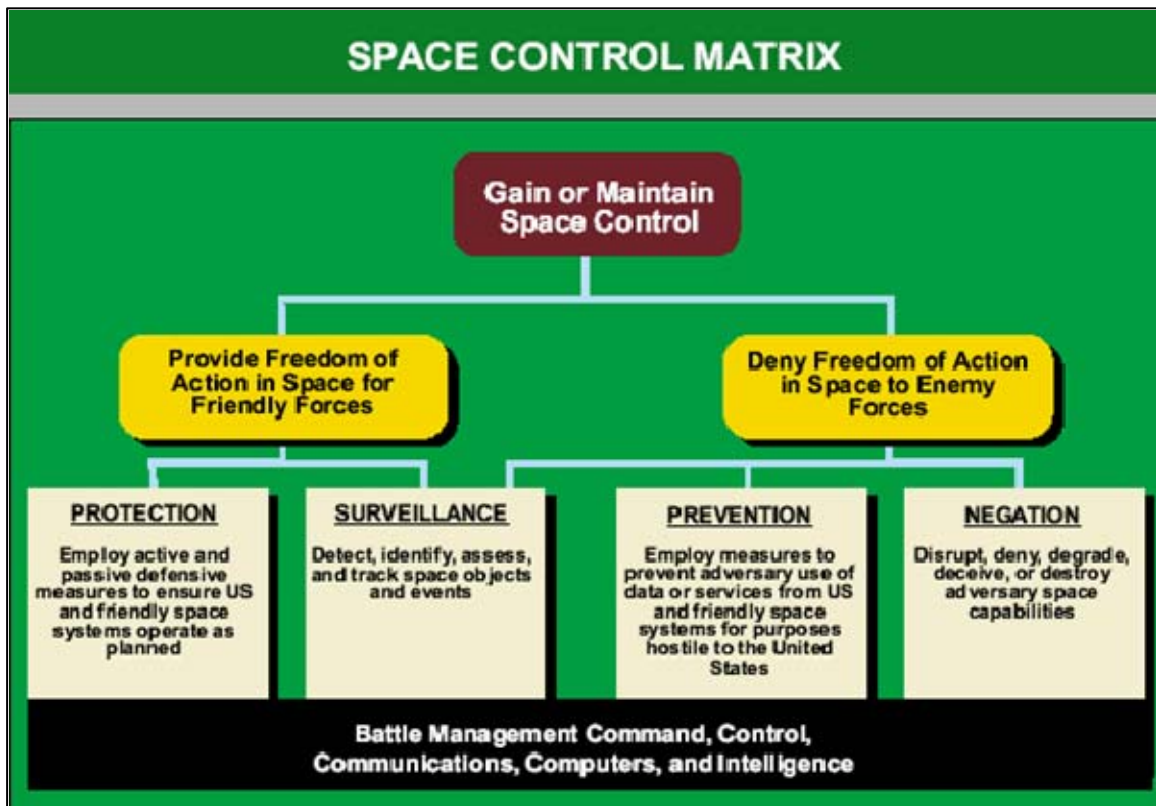 SPACE CONTROL MATRIX
Gain or Maintain
Space Control
Provide Freedom of
Action in Space for
Friendly Forces
Deny Freedom of Action
in Space to Enemy
Forces
PROTECTION
Employ active and
passive defensive
measures to ensure US
and friendly space
systems operate as
planned
SURVEILLANCE
Detect, identify, assess,
and track space objects
and events
PREVENTION
Employ measures to
prevent adversary use of
data or services from US
and friendly space
systems for purposes
hostile to the United
States
NEGATION
Disrupt, deny, degrade,
deceive, or destroy
adversary space
capabilities
Battle Management Command, Control,
Communications, Computers, and Intelligence